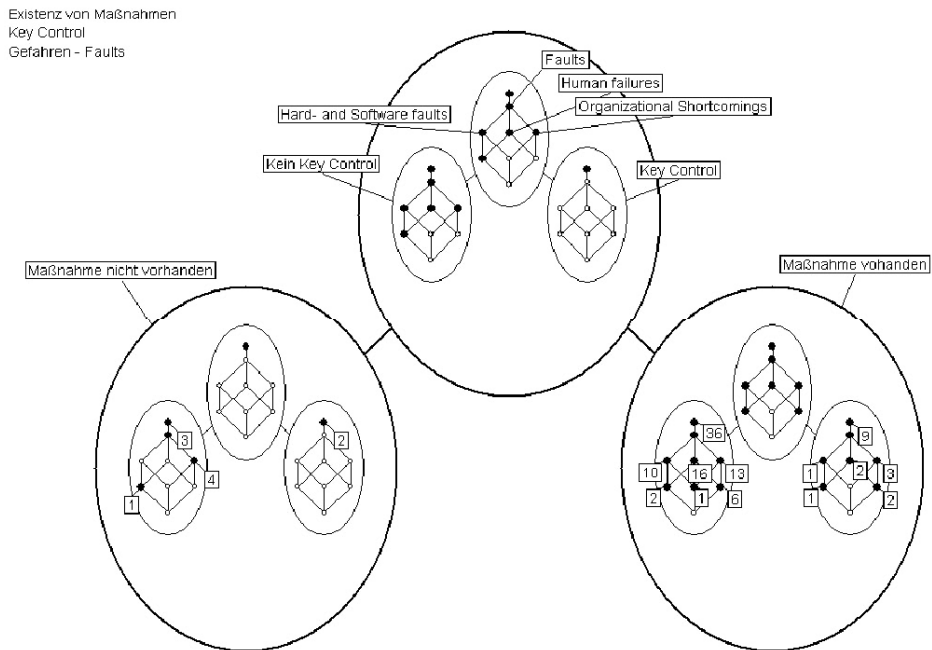 Existenz von Maßnahmen
Key Control
Gefahren - Faults
Faults
Human failures
Organizational Shortcomings
Hard- and Software faults
Kein Key Control
Key Control
Maßnahme nicht vorhanden
Maßnahme vohanden
3
4
1
2
36
10
16
13
2
1
6
9
1
2
3
1
2